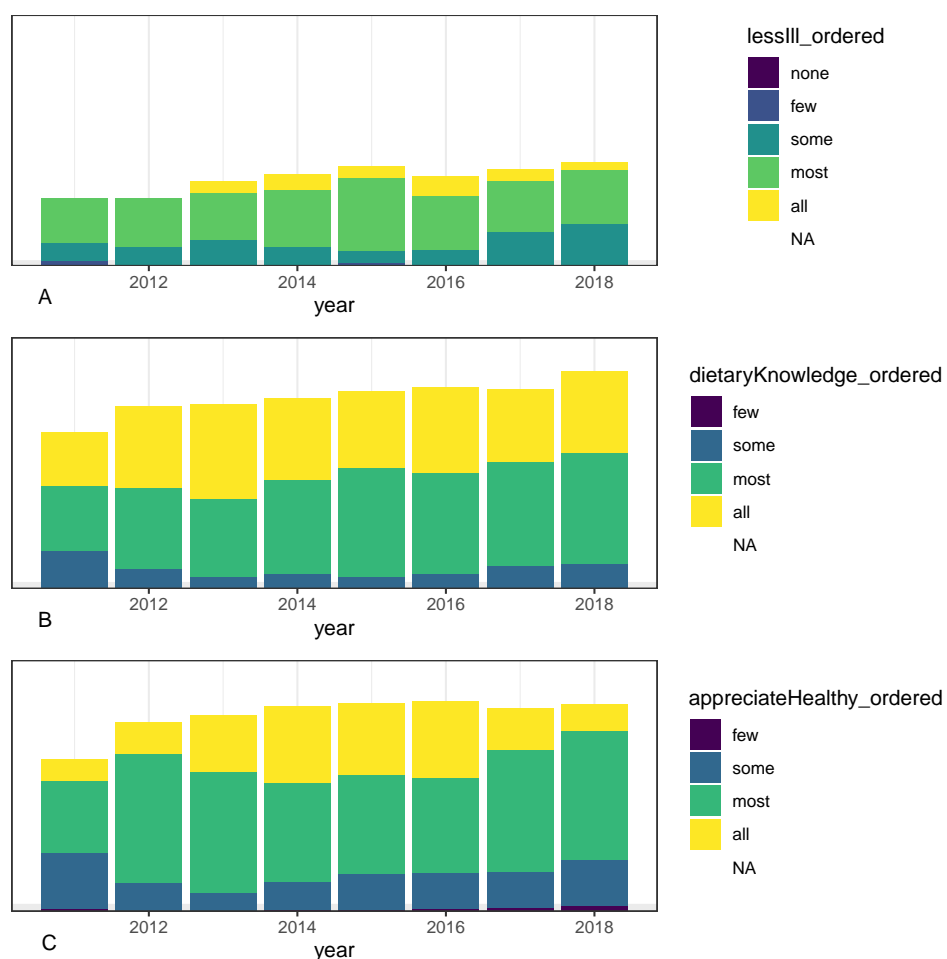 lessIll_ordered
none
few
some
most
all
NA
2012 2014 2016 2018
A
year
dietaryKnowledge_ordered
few
some
most
all
NA
2012 2014 2016 2018
B
year
appreciateHealthy_ordered
few
some
most
all
NA
2012 2014 2016 2018
C
year